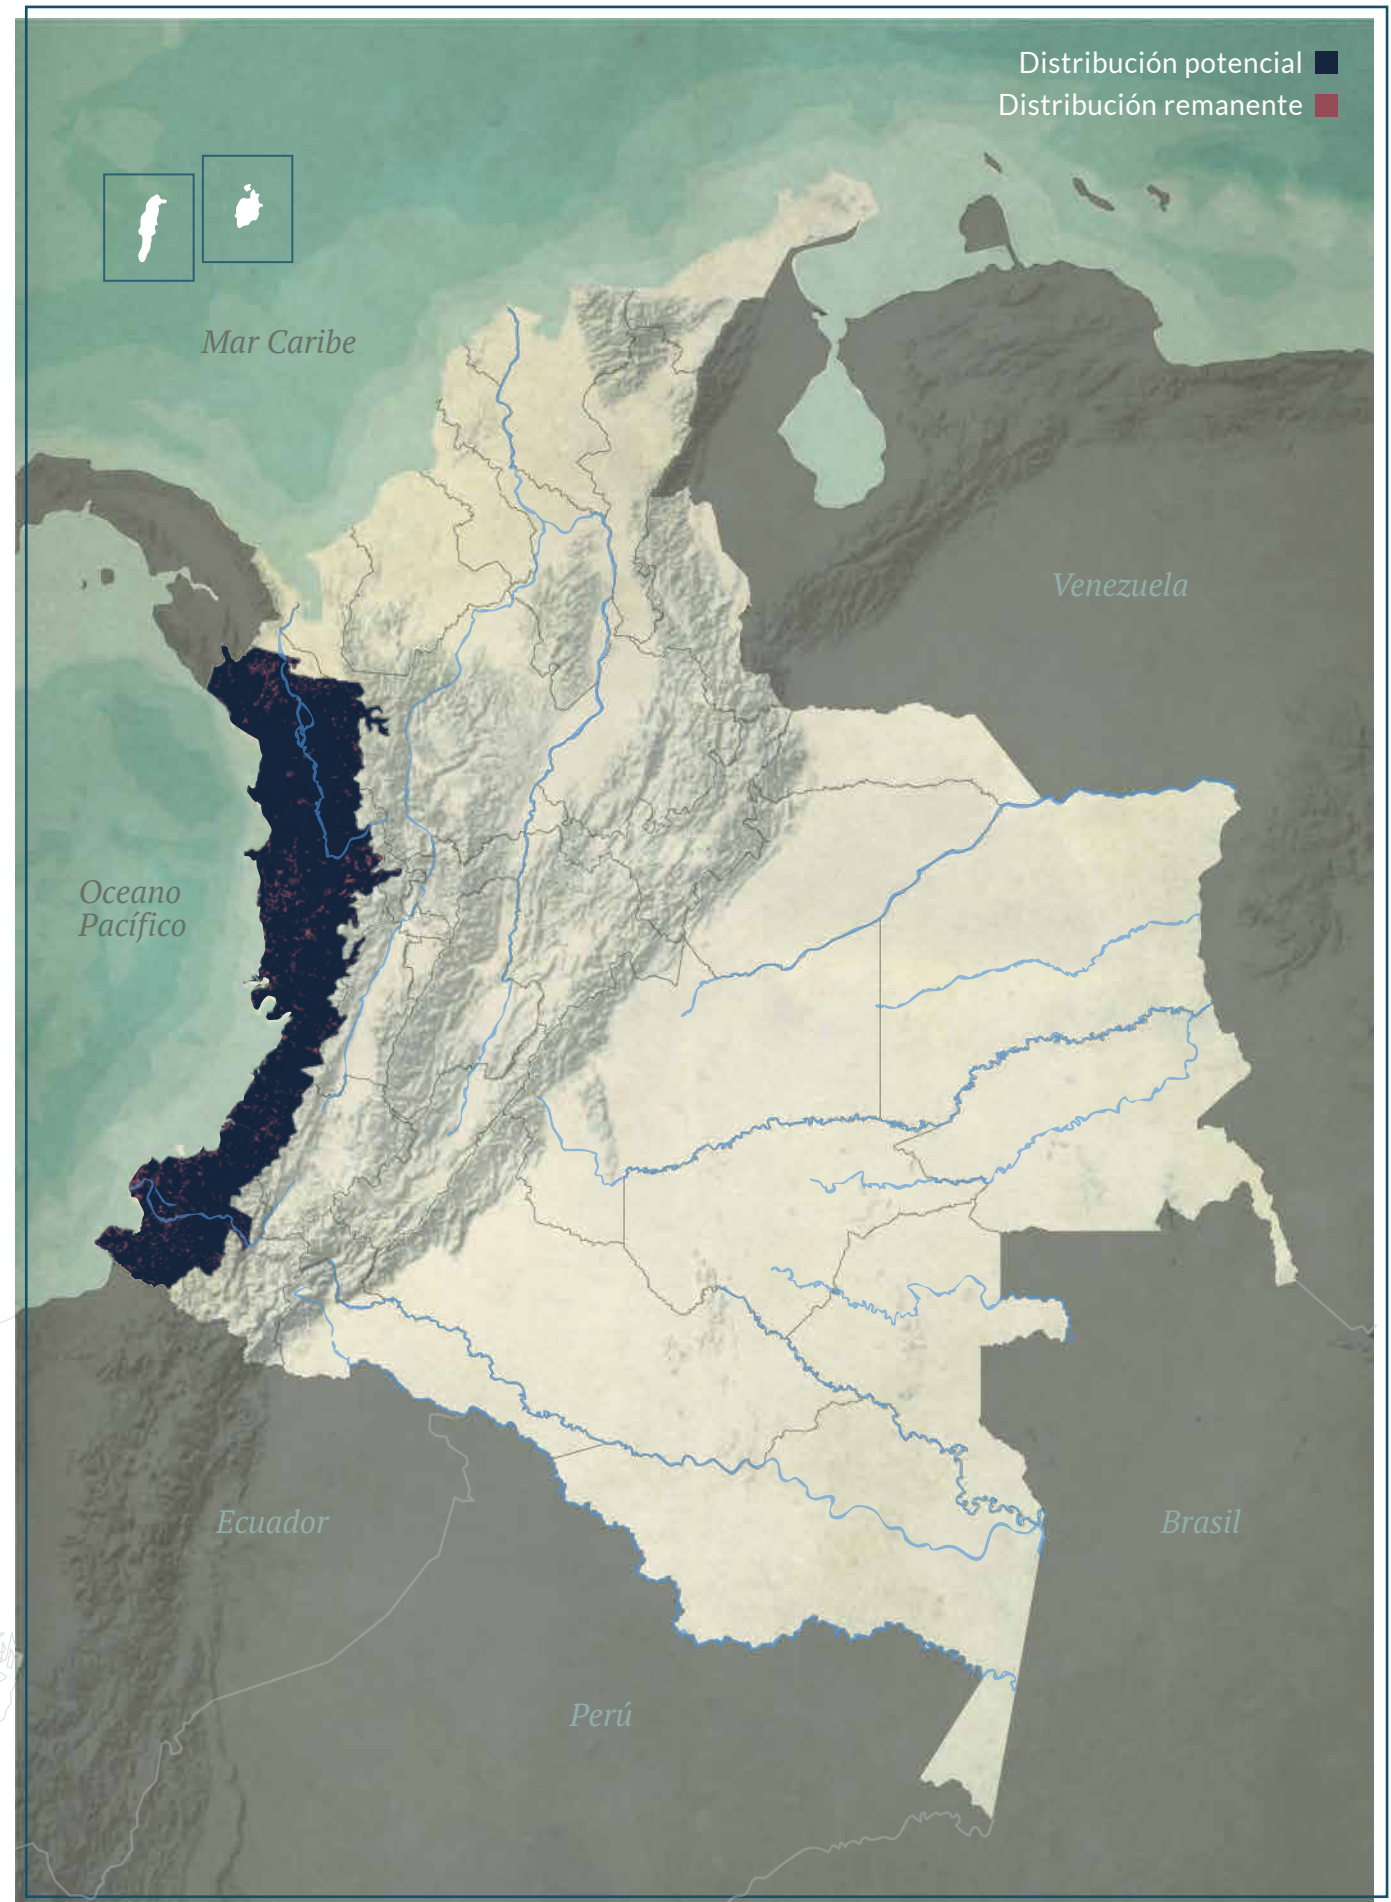 Distribución potencial
Distribución remanente
Mar Caribe
Venezuela
Oceano
Pacífico
Ecuador
Brasil
Perú